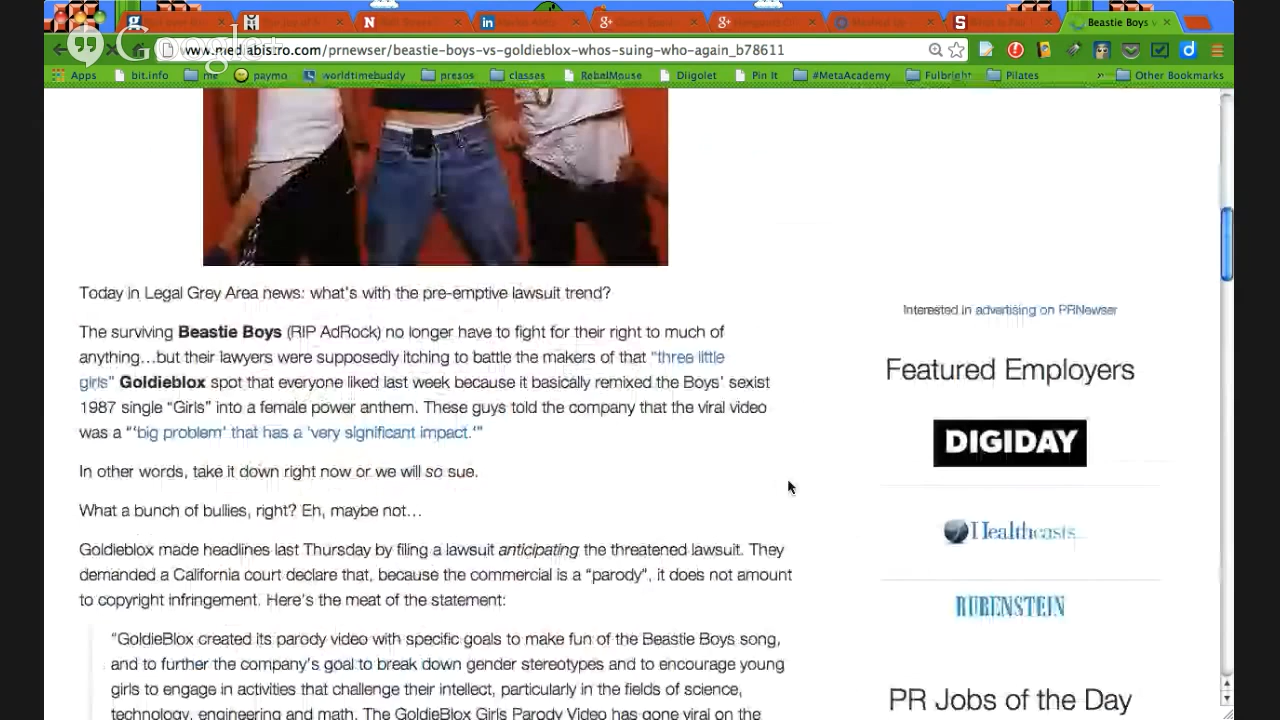 Beastie Boys v
Google+
www.mediabistro.com/prnewser/beastie-boys-vs-goldieblox-whos-suing-who-again_b78611
Apps bit.info me paymo worldtimebuddy presos classes RebelMouse Diigolet Pin It #MetaAcademy Fulbright Pilates » Other Bookmarks
Today in Legal Grey Area news: what's with the pre-emptive lawsuit trend?
The surviving Beastie Boys (RIP AdRock) no longer have to fight for their right to much of
anything…but their lawyers were supposedly itching to battle the makers of that "three little
girls" Goldieblox spot that everyone liked last week because it basically remixed the Boys' sexist
1987 single "Girls" into a female power anthem. These guys told the company that the viral video
was a "'big problem' that has a 'very significant impact.'"
In other words, take it down right now or we will so sue.
What a bunch of bullies, right? Eh, maybe not…
Goldieblox made headlines last Thursday by filing a lawsuit anticipating the threatened lawsuit. They
demanded a California court declare that, because the commercial is a "parody", it does not amount
to copyright infringement. Here's the meat of the statement:
"GoldieBlox created its parody video with specific goals to make fun of the Beastie Boys song,
and to further the company's goal to break down gender stereotypes and to encourage young
girls to engage in activities that challenge their intellect, particularly in the fields of science,
technology, engineering and math. The GoldieBlox Girls Parody Video has gone viral on the
Interested in advertising on PRNewser
Featured Employers
DIGIDAY
Healthcasts
RUBENSTEIN
PR Jobs of the Day